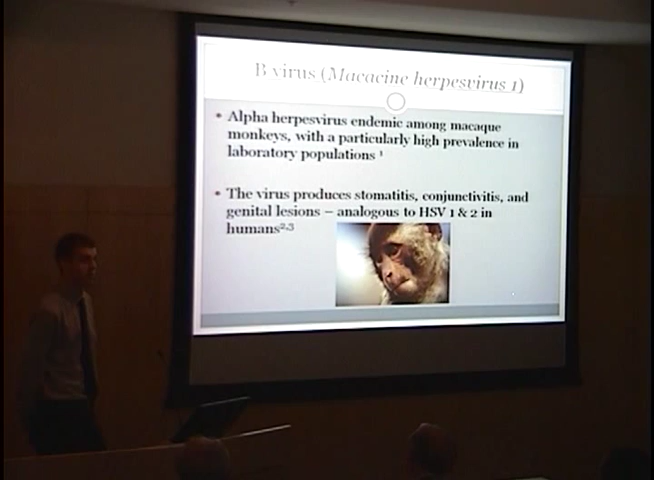 B virus (Macacine herpesvirus 1)
• Alpha herpesvirus endemic among macaque
monkeys, with a particularly high prevalence in
laboratory populations ¹
• The virus produces stomatitis, conjunctivitis, and
genital lesions – analogous to HSV 1 & 2 in
humans²,³